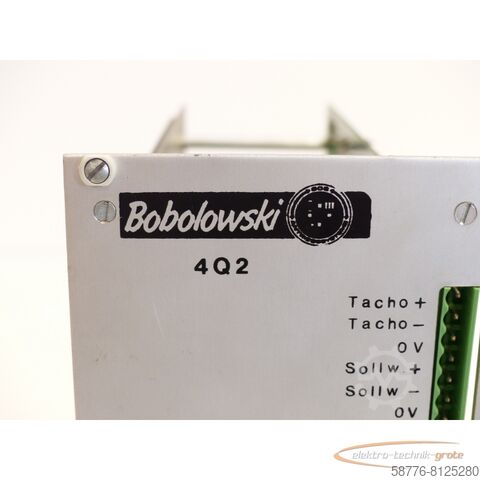 Bobolowski
4Q2
Tacho +
Tacho -
0V
Sollw. +
Sollw. -
0V
elektro-technik-grote
58776-8125280